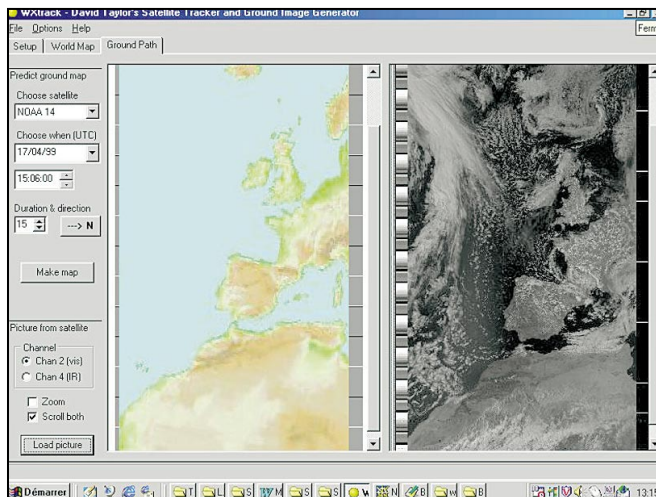 WXtrack - David Taylor's Satellite Tracker and Ground Image Generator
File Options Help
Ferm
Setup World Map Ground Path
Predict ground map
Choose satellite
NOAA 14
Choose when (UTC)
17/04/99
15:06:00
Duration & direction
15 ---> N
Make map
Picture from satellite
Channel
Chan 2 (vis)
Chan 4 (IR)
Zoom
Scroll both
Load picture
Démarrer T L S M S S W N B w B 13:15